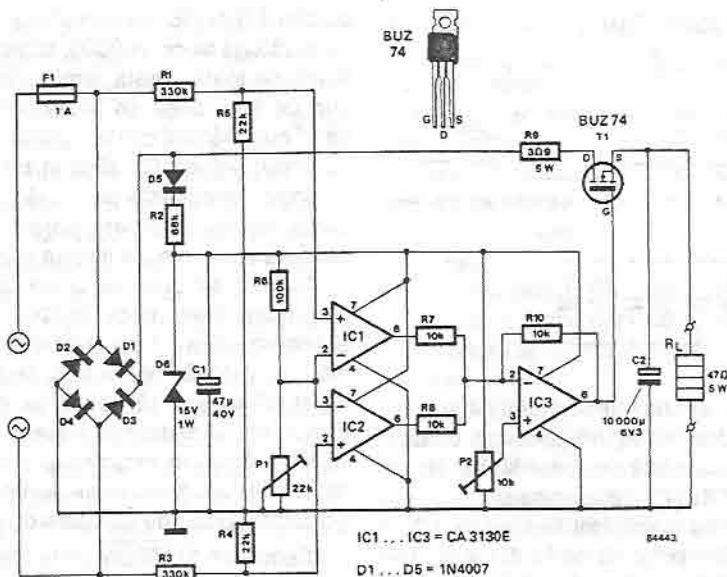 BUZ
74
G D S
F1
1 A
R1
330k
R5
22k
BUZ74
T1
R9
3Ω9
5W
D S
G
D5
R2
68k
R6
100k
D2 D1
D4 D3
D6
15V
1W
C1
47µ
40V
3
2
7
IC1
4
6
R7
10k
3
2
7
IC2
4
6
R8
10k
R10
10k
2
3
7
IC3
4
6
C2
10000µ
6V3
RL
47Ω
5W
P1
22k
P2
10k
R4
22k
R3
330k
IC1 ... IC3 = CA 3130E
D1 ... D5 = 1N4007
84443